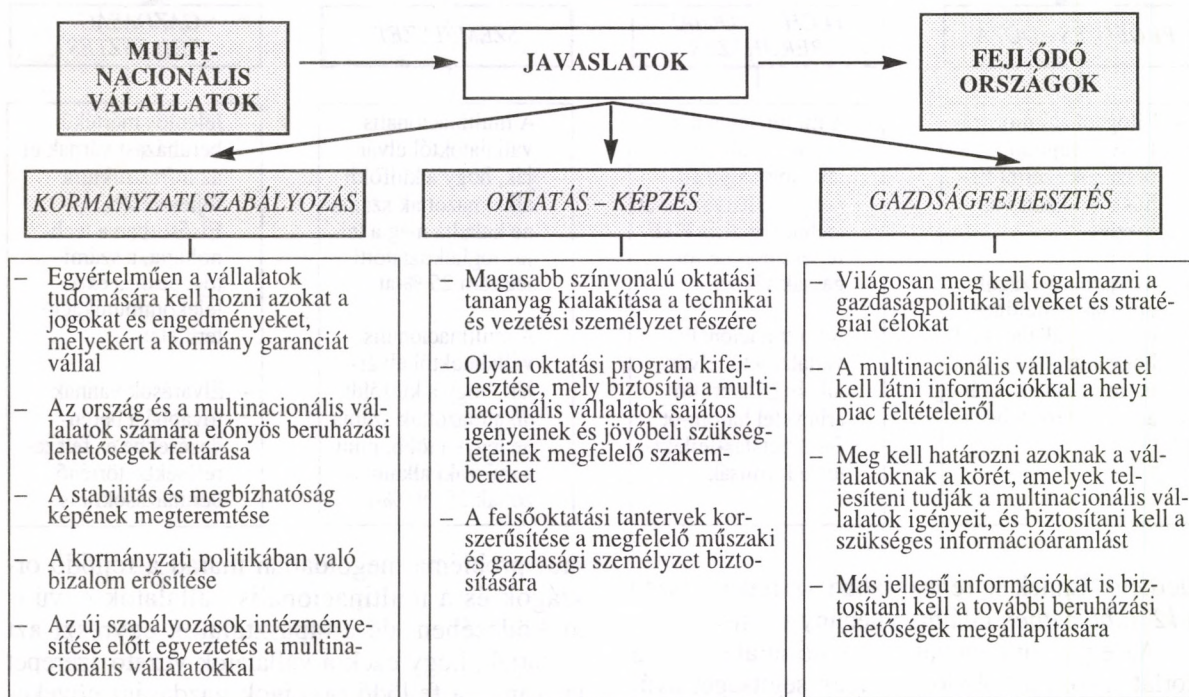 MULTI-
NACIONÁLIS
VÁLALLATOK
JAVASLATOK
FEJLŐDŐ
ORSZÁGOK
KORMÁNYZATI SZABÁLYOZÁS
– Egyértelműen a vállalatok
tudomására kell hozni azokat a
jogokat és engedményeket,
melyekért a kormány garanciát
vállal
– Az ország és a multinacionális vál-
lalatok számára előnyös beruházási
lehetőségek feltárása
– A stabilitás és megbízhatóság
képének megteremtése
– A kormányzati politikában való
bizalom erősítése
– Az új szabályozások intézménye-
sítése előtt egyeztetés a multina-
cionális vállalatokkal
OKTATÁS – KÉPZÉS
– Magasabb színvonalú oktatási
tananyag kialakítása a technikai
és vezetési személyzet részére
– Olyan oktatási program kifej-
lesztése, mely biztosítja a multi-
nacionális vállalatok sajátos
igényeinek és jövőbeli szükség-
leteinek megfelelő szakem-
bereket
– A felsőoktatási tantervek kor-
szerűsítése a megfelelő műszaki
és gazdasági személyzet bizto-
sítására
GAZDSÁGFEJLESZTÉS
– Világosan meg kell fogalmazni a
gazdaságpolitikai elveket és straté-
giai célokat
– A multinacionális vállalatokat el
kell látni információkkal a helyi
piac feltételeiről
– Meg kell határozni azoknak a vál-
lalatoknak a körét, amelyek tel-
jesíteni tudják a multinacionális vál-
lalatok igényeit, és biztosítani kell a
szükséges információáramlást
– Más jellegű információkat is biz-
tosítani kell a további beruházási
lehetőségek megállapítására